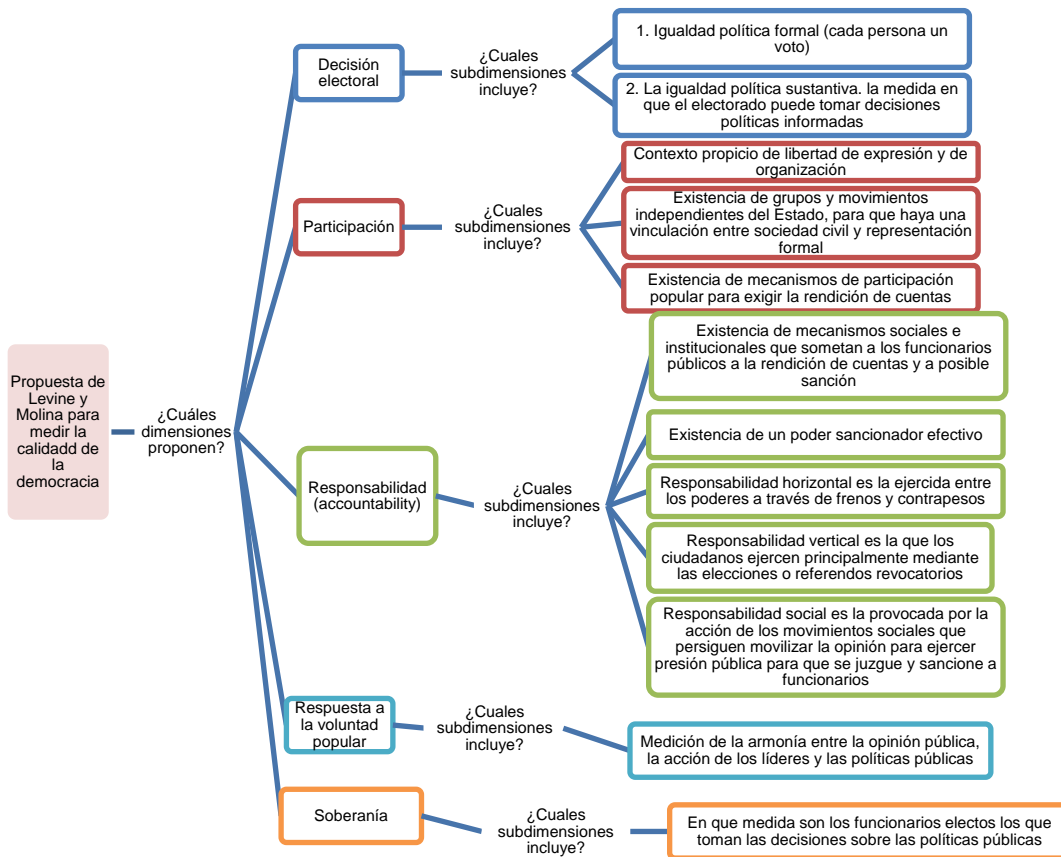 Propuesta de
Levine y
Molina para
medir la
calidadd de
la
democracia
¿Cuáles
dimensiones
proponen?
Decisión
electoral
¿Cuales
subdimensiones
incluye?
1. Igualdad política formal (cada persona un
voto)
2. La igualdad política sustantiva. la medida
en que el electorado puede tomar decisiones
políticas informadas
Participación
¿Cuales
subdimensiones
incluye?
Contexto propicio de libertad de expresión y de
organización
Existencia de grupos y movimientos
independientes del Estado, para que haya una
vinculación entre sociedad civil y representación
formal
Existencia de mecanismos de participación
popular para exigir la rendición de cuentas
Responsabilidad
(accountability)
¿Cuales
subdimensiones
incluye?
Existencia de mecanismos sociales e
institucionales que sometan a los funcionarios
públicos a la rendición de cuentas y a posible
sanción
Existencia de un poder sancionador efectivo
Responsabilidad horizontal es la ejercida entre
los poderes a través de frenos y contrapesos
Responsabilidad vertical es la que los
ciudadanos ejercen principalmente mediante
las elecciones o referendos revocatorios
Responsabilidad social es la provocada por la
acción de los movimientos sociales que
persiguen movilizar la opinión para ejercer
presión pública para que se juzgue y sancione a
funcionarios
Respuesta a
la voluntad
popular
¿Cuales
subdimensiones
incluye?
Medición de la armonía entre la opinión pública,
la acción de los líderes y las políticas públicas
Soberanía
¿Cuales
subdimensiones
incluye?
En que medida son los funcionarios electos los que
toman las decisiones sobre las políticas públicas